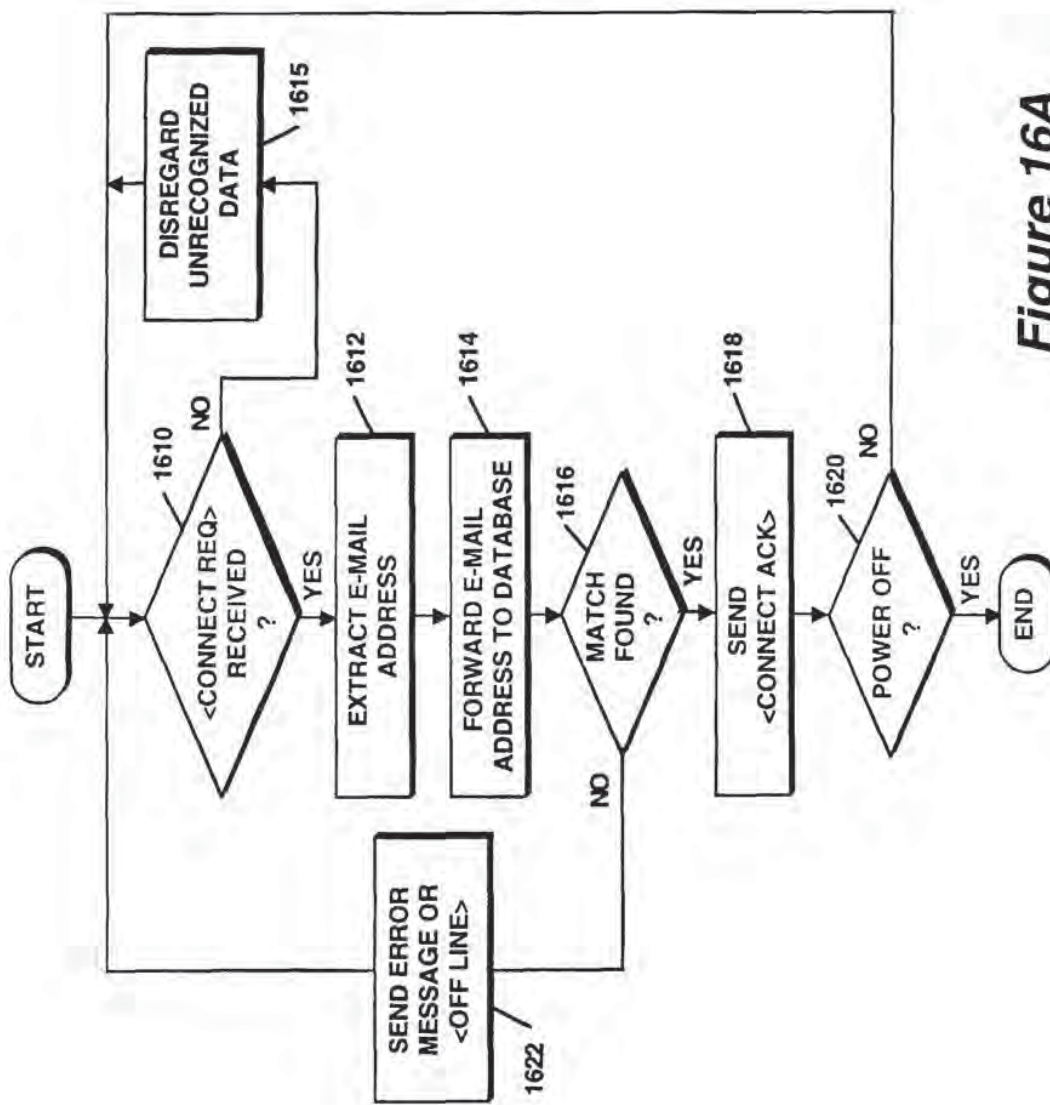 START
1610
<CONNECT REQ>
RECEIVED
?
NO
YES
DISREGARD
UNRECOGNIZED
DATA
1615
1612
EXTRACT E-MAIL
ADDRESS
1614
FORWARD E-MAIL
ADDRESS TO DATABASE
1616
MATCH
FOUND
?
NO
YES
SEND ERROR
MESSAGE OR
<OFF LINE>
1622
1618
SEND
<CONNECT ACK>
1620
POWER OFF
?
NO
YES
END
Figure 16A